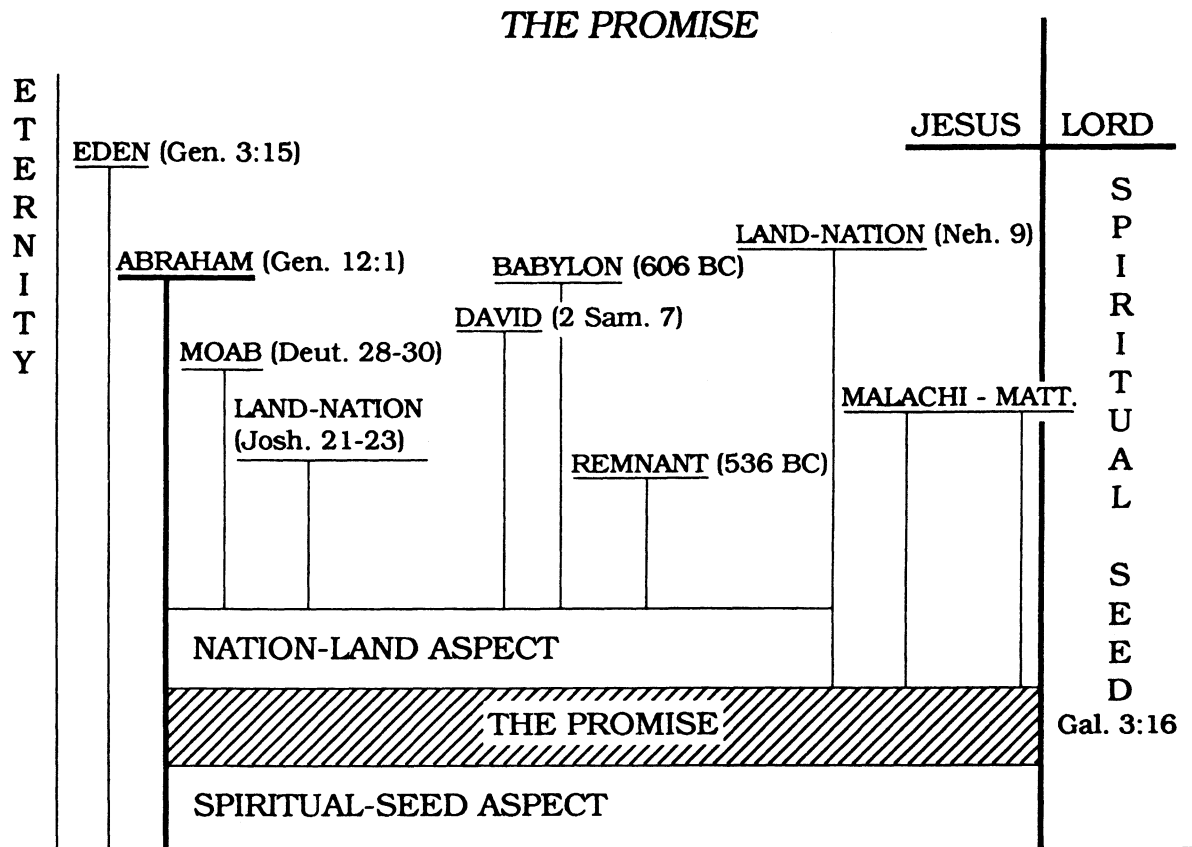 THE PROMISE
ETERNITY
JESUS
LORD
EDEN (Gen. 3:15)
SPIRITUAL SEED
LAND-NATION (Neh. 9)
ABRAHAM (Gen. 12:1)
BABYLON (606 BC)
DAVID (2 Sam. 7)
MOAB (Deut. 28-30)
MALACHI - MATT.
LAND-NATION
(Josh. 21-23)
REMNANT (536 BC)
NATION-LAND ASPECT
THE PROMISE
Gal. 3:16
SPIRITUAL-SEED ASPECT